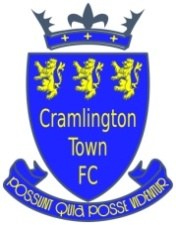 Cramlington
Town
FC
POSSUNT QUIA POSSE VIDENTUR